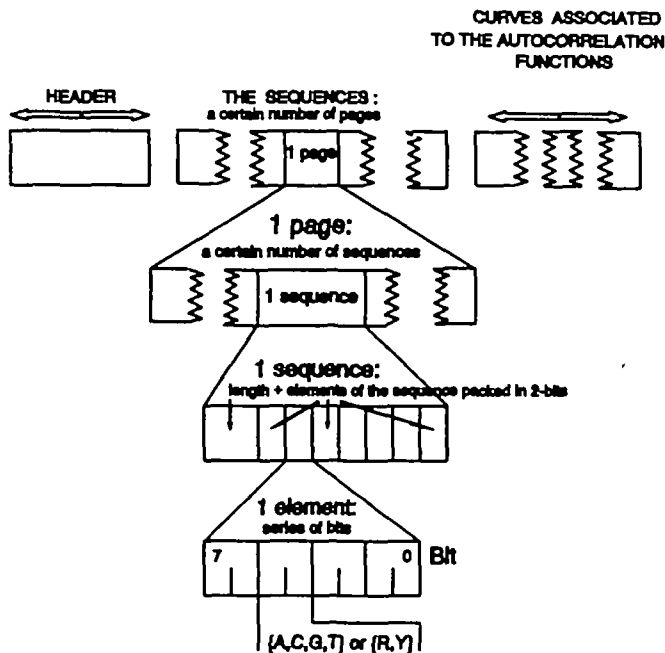 CURVES ASSOCIATED
TO THE AUTOCORRELATION
FUNCTIONS
HEADER
THE SEQUENCES :
a certain number of pages
1 page
1 page:
a certain number of sequences
1 sequence
1 sequence:
length + elements of the sequence packed in 2-bits
1 element:
series of bits
7
0
Bit
{A,C,G,T} or {R,Y}